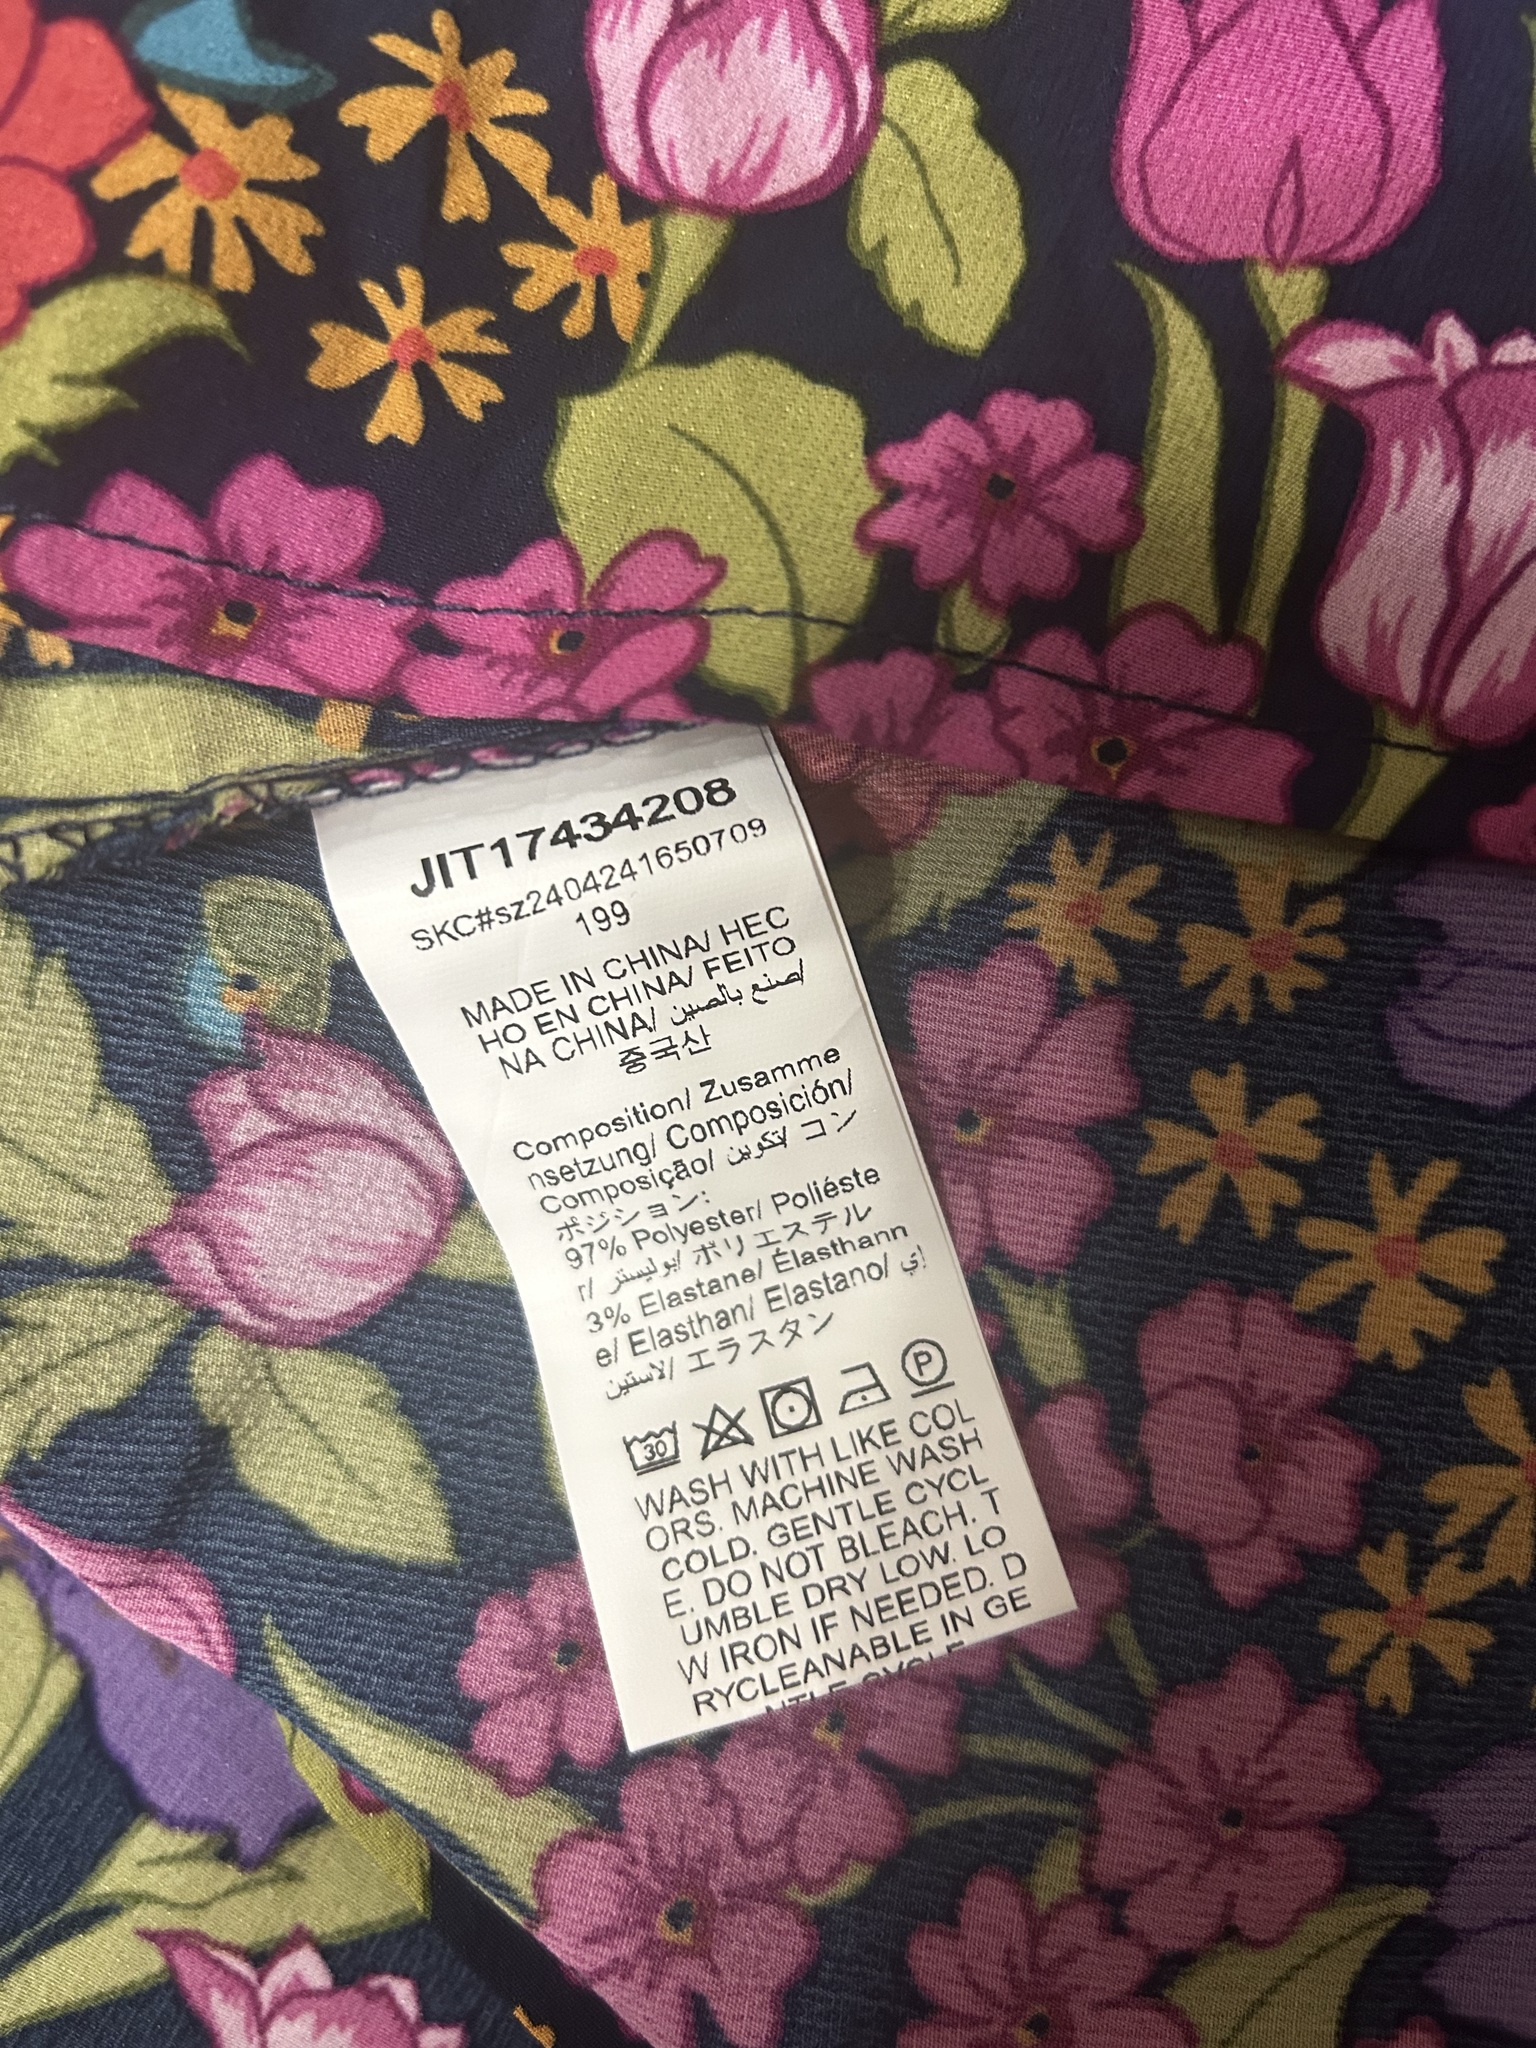 JIT17434208
SKC#sz2404241650709
199
MADE IN CHINA/ HEC
HO EN CHINA/ FEITO
NA CHINA/ صنع بالصين/
중국산
Composition/ Zusamme
nsetzung/ Composición/
Composição/ تكوين/ コン
ポジション:
97% Polyester/ Poliéste
r/ بوليستر/ ポリエステル
3% Elastane/ Élasthann
e/ Elasthan/ Elastano/ إي
لاستين/ エラスタン
30 P
WASH WITH LIKE COL
ORS. MACHINE WASH
COLD. GENTLE CYCL
E. DO NOT BLEACH. T
UMBLE DRY LOW. LO
W IRON IF NEEDED. D
RYCLEANABLE IN GE
NTLE CYCLE